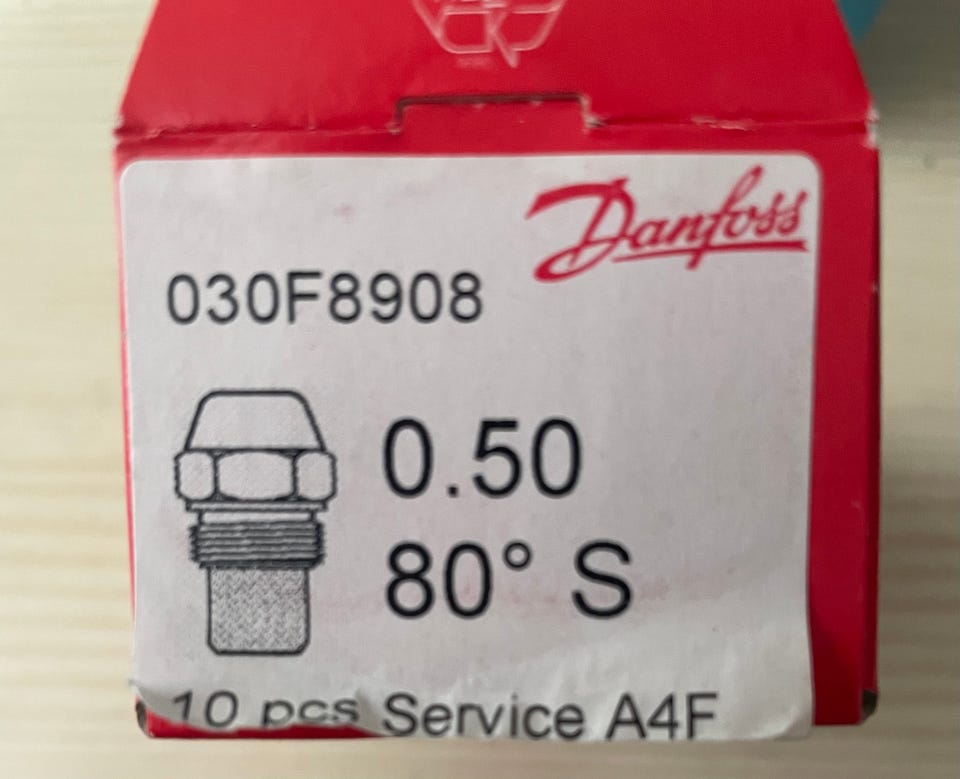 Danfoss
030F8908
0.50
80° S
10 pcs Service A4F